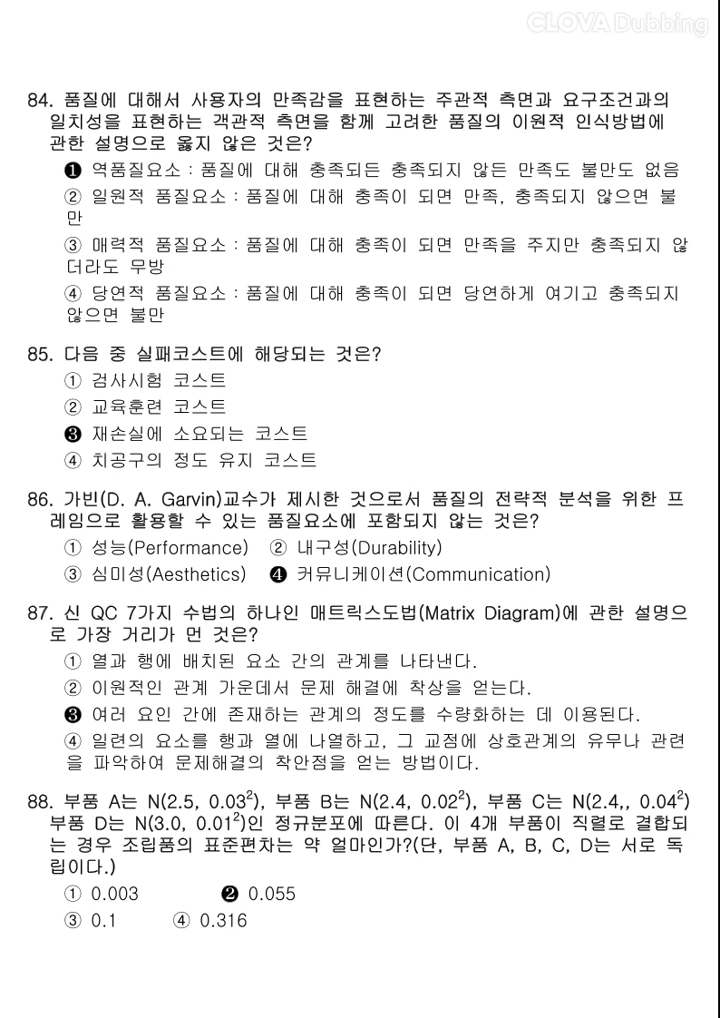 CLOVA Dubbing
84. 품질에 대해서 사용자의 만족감을 표현하는 주관적 측면과 요구조건과의
일치성을 표현하는 객관적 측면을 함께 고려한 품질의 이원적 인식방법에
관한 설명으로 옳지 않은 것은?
❶ 역품질요소 : 품질에 대해 충족되든 충족되지 않든 만족도 불만도 없음
② 일원적 품질요소 : 품질에 대해 충족이 되면 만족, 충족되지 않으면 불
만
③ 매력적 품질요소 : 품질에 대해 충족이 되면 만족을 주지만 충족되지 않
더라도 무방
④ 당연적 품질요소 : 품질에 대해 충족이 되면 당연하게 여기고 충족되지
않으면 불만
85. 다음 중 실패코스트에 해당되는 것은?
① 검사시험 코스트
② 교육훈련 코스트
❸ 재손실에 소요되는 코스트
④ 치공구의 정도 유지 코스트
86. 가빈(D. A. Garvin)교수가 제시한 것으로서 품질의 전략적 분석을 위한 프
레임으로 활용할 수 있는 품질요소에 포함되지 않는 것은?
① 성능(Performance) ② 내구성(Durability)
③ 심미성(Aesthetics) ❹ 커뮤니케이션(Communication)
87. 신 QC 7가지 수법의 하나인 매트릭스도법(Matrix Diagram)에 관한 설명으
로 가장 거리가 먼 것은?
① 열과 행에 배치된 요소 간의 관계를 나타낸다.
② 이원적인 관계 가운데서 문제 해결에 착상을 얻는다.
❸ 여러 요인 간에 존재하는 관계의 정도를 수량화하는 데 이용된다.
④ 일련의 요소를 행과 열에 나열하고, 그 교점에 상호관계의 유무나 관련
을 파악하여 문제해결의 착안점을 얻는 방법이다.
88. 부품 A는 N(2.5, 0.03²), 부품 B는 N(2.4, 0.02²), 부품 C는 N(2.4,, 0.04²)
부품 D는 N(3.0, 0.01²)인 정규분포에 따른다. 이 4개 부품이 직렬로 결합되
는 경우 조립품의 표준편차는 약 얼마인가?(단, 부품 A, B, C, D는 서로 독
립이다.)
① 0.003 ❷ 0.055
③ 0.1 ④ 0.316